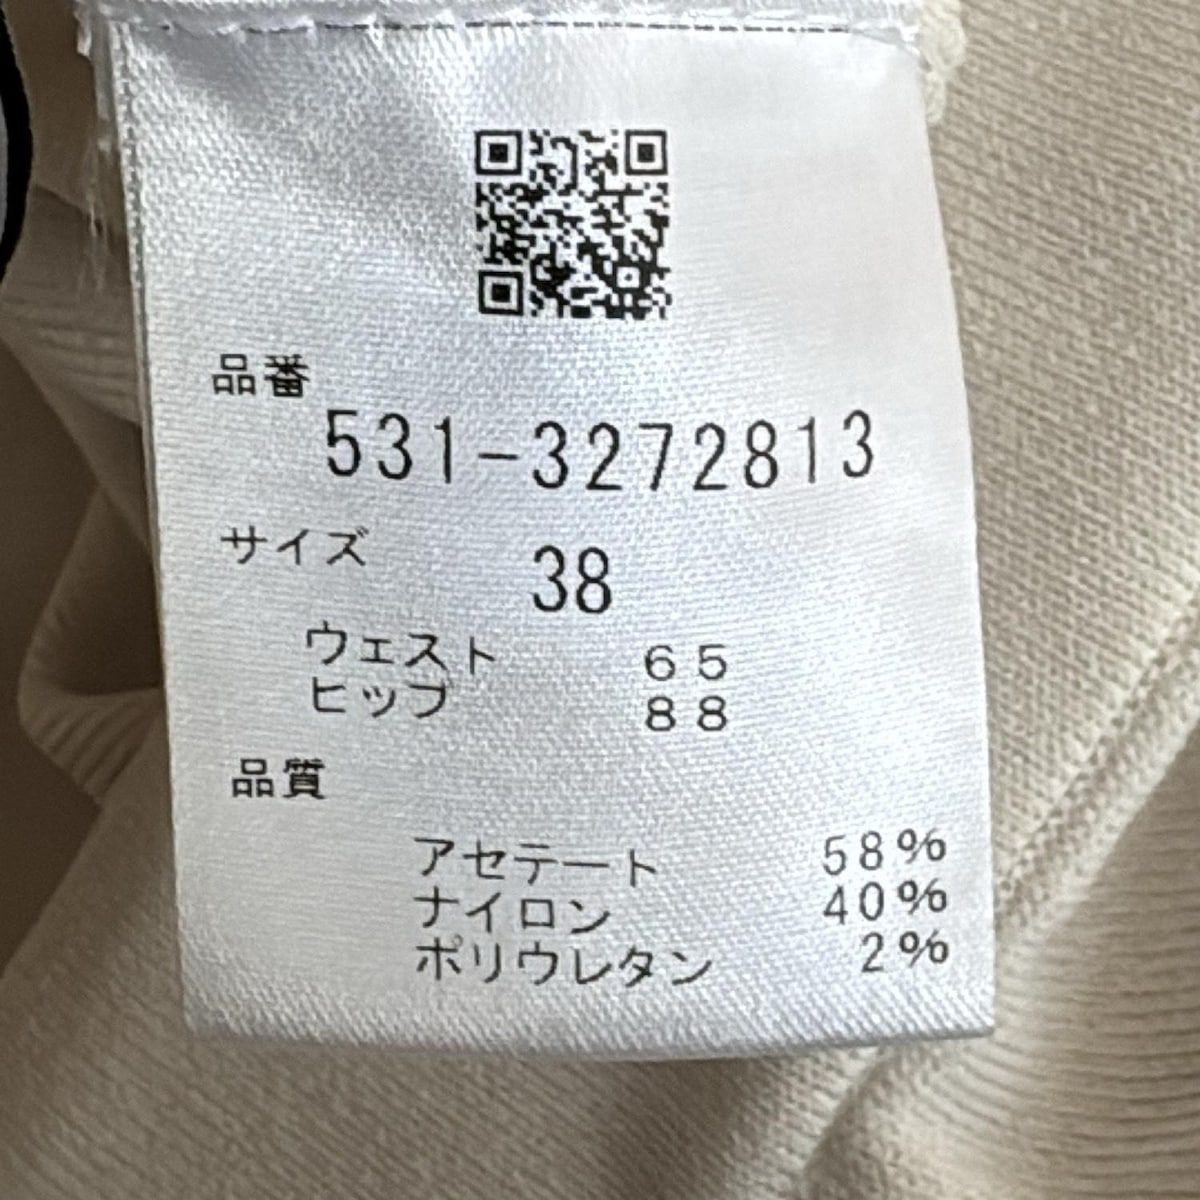 品番
531-3272813
サイズ 38
ウェスト 65
ヒップ 88
品質
アセテート 58%
ナイロン 40%
ポリウレタン 2%